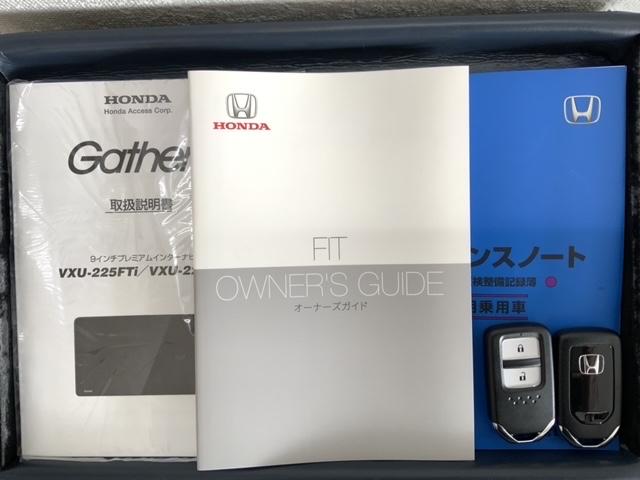 HONDA
Honda Access Corp.
Gather
取扱説明書
9インチプレミアムインターナビ
VXU-225FTi/VXU-2
HONDA
FIT
OWNER'S GUIDE
オーナーズガイド
ンスノート
検整備記録簿
用乗用車